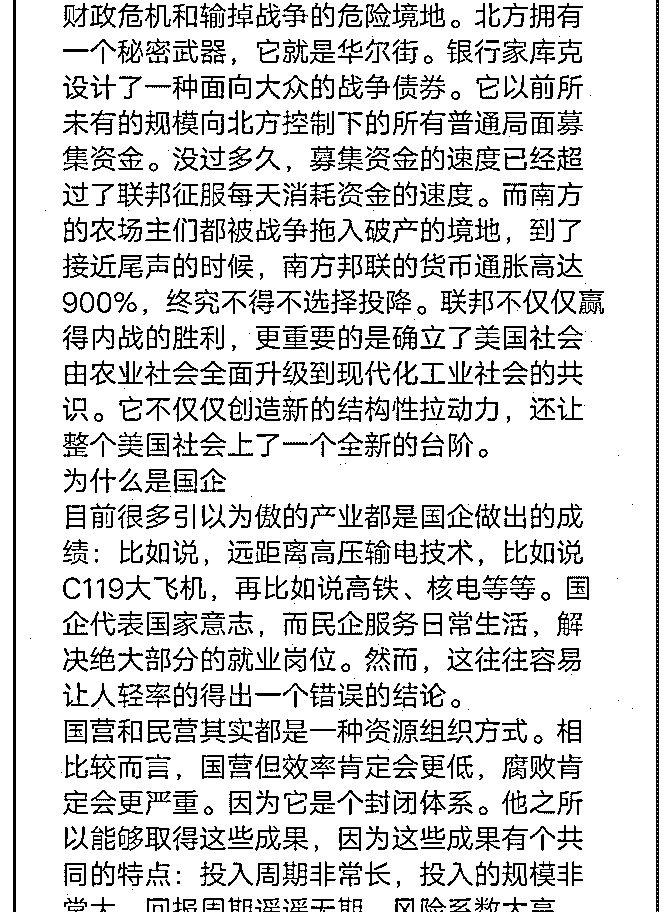 财政危机和输掉战争的危险境地。北方拥有
一个秘密武器，它就是华尔街。银行家库克
设计了一种面向大众的战争债券。它以前所
未有的规模向北方控制下的所有普通局面募
集资金。没过多久，募集资金的速度已经超
过了联邦征服每天消耗资金的速度。而南方
的农场主们都被战争拖入破产的境地，到了
接近尾声的时候，南方邦联的货币通胀高达
900%，终究不得不选择投降。联邦不仅仅赢
得内战的胜利，更重要的是确立了美国社会
由农业社会全面升级到现代化工业社会的共
识。它不仅仅创造新的结构性拉动力，还让
整个美国社会上了一个全新的台阶。
为什么是国企
目前很多引以为傲的产业都是国企做出的成
绩：比如说，远距离高压输电技术，比如说
C119大飞机，再比如说高铁、核电等等。国
企代表国家意志，而民企服务日常生活，解
决绝大部分的就业岗位。然而，这往往容易
让人轻率的得出一个错误的结论。
国营和民营其实都是一种资源组织方式。相
比较而言，国营但效率肯定会更低，腐败肯
定会更严重。因为它是个封闭体系。他之所
以能够取得这些成果，因为这些成果有个共
同的特点：投入周期非常长，投入的规模非
常大，回报周期遥遥无期，风险系数太高